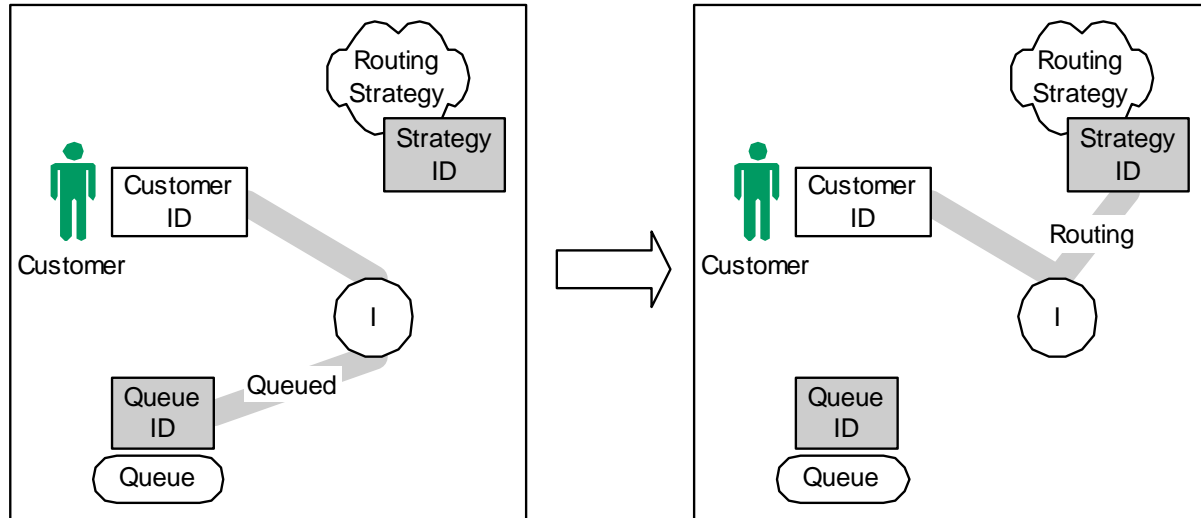 Routing
Strategy
Strategy
ID
Customer
ID
Customer
I
Queued
Queue
ID
Queue
Routing
Strategy
Strategy
ID
Customer
ID
Routing
Customer
I
Queue
ID
Queue